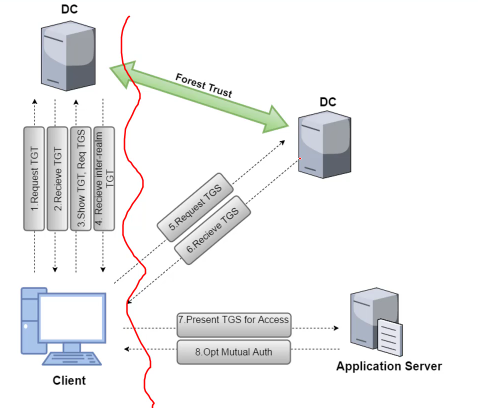 DC
Forest Trust
DC
1.Request TGT
2.Recieve TGT
3.Show TGT, Req TGS
4. Recieve inter-realm
TGT
5.Request TGS
6.Recieve TGS
7.Present TGS for Access
8.Opt Mutual Auth
Client
Application Server